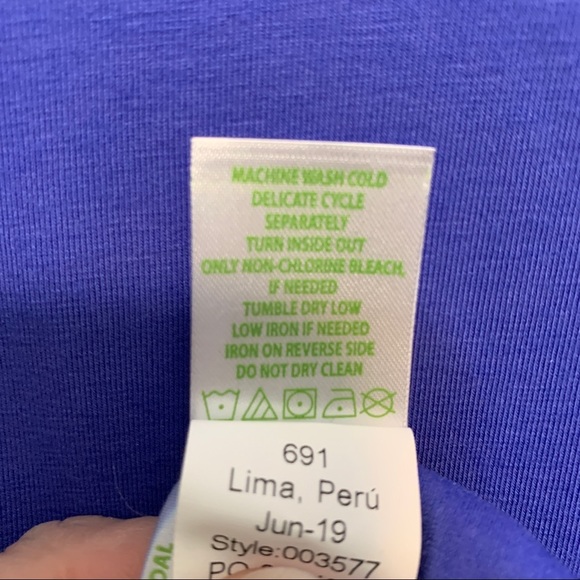 MACHINE WASH COLD
DELICATE CYCLE
SEPARATELY
TURN INSIDE OUT
ONLY NON-CHLORINE BLEACH,
IF NEEDED
TUMBLE DRY LOW
LOW IRON IF NEEDED
IRON ON REVERSE SIDE
DO NOT DRY CLEAN
691
Lima, Perú
Jun-19
Style:003577
PO